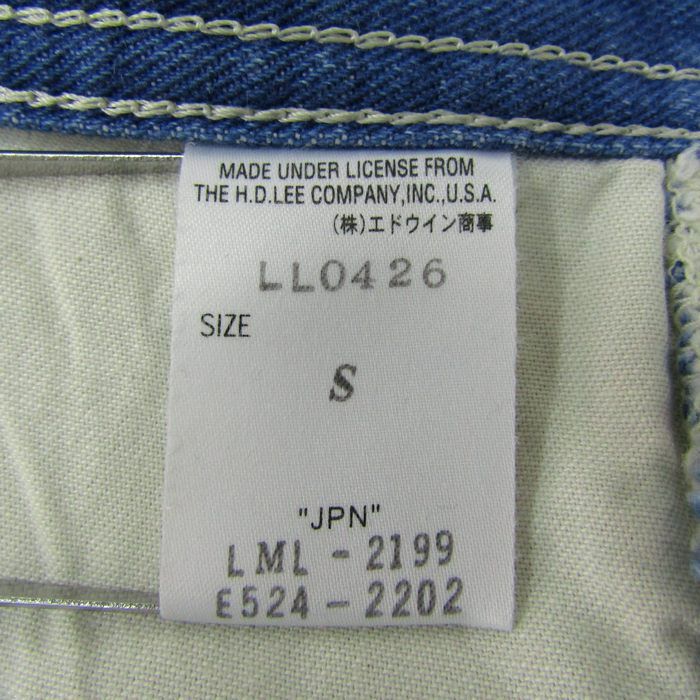 MADE UNDER LICENSE FROM
THE H.D.LEE COMPANY,INC.,U.S.A.
(株)エドウイン商事
LL0426
SIZE
S
"JPN"
LML-2199
E524-2202